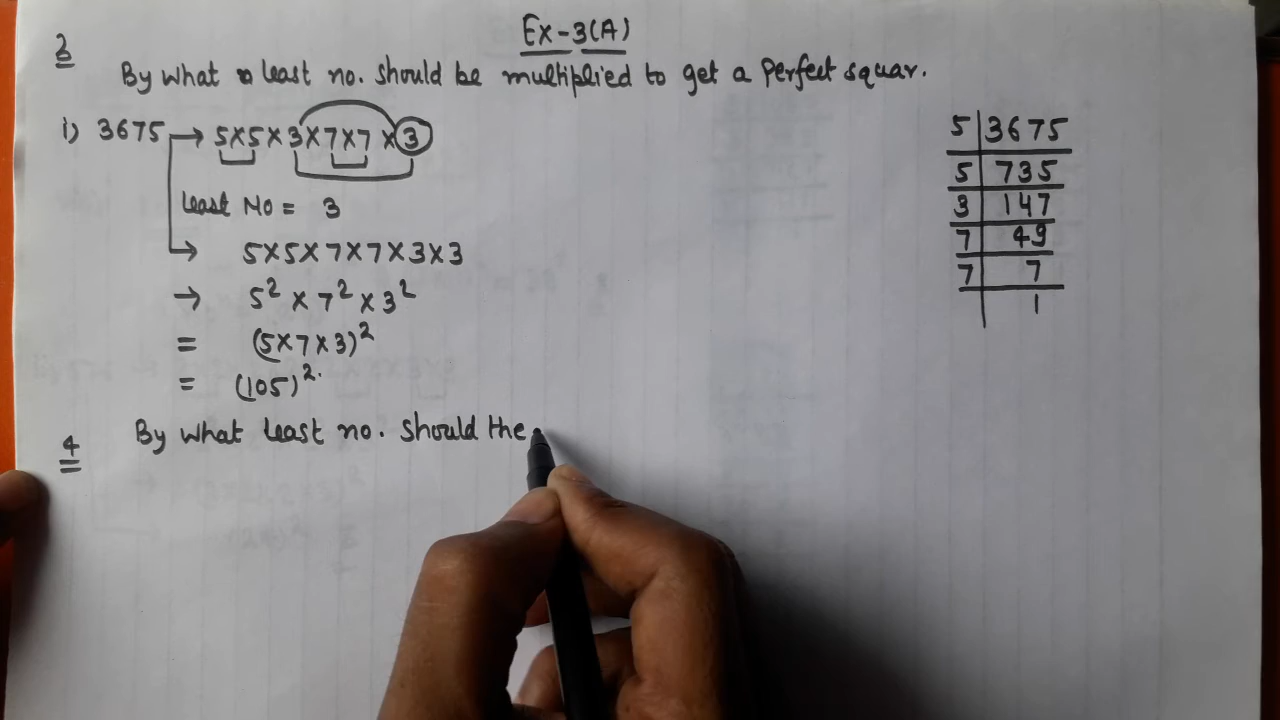 Ex-3(A)
3
By what least no. should be multiplied to get a perfect squar.
i) 3675 → 5×5×3×7×7×3
Least No = 3
→ 5×5×7×7×3×3
→ 5² × 7² × 3²
= (5×7×3)²
= (105)².
4 By what least no. should the
5 | 3675
5 | 735
3 | 147
7 | 49
7 | 7
| 1